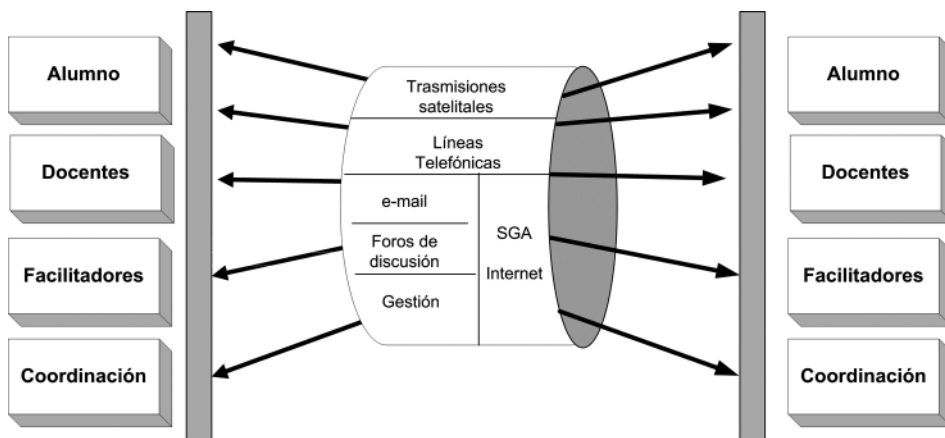 Alumno
Docentes
Facilitadores
Coordinación
Trasmisiones
satelitales
Líneas
Telefónicas
e-mail
Foros de
discusión
Gestión
SGA
Internet
Alumno
Docentes
Facilitadores
Coordinación